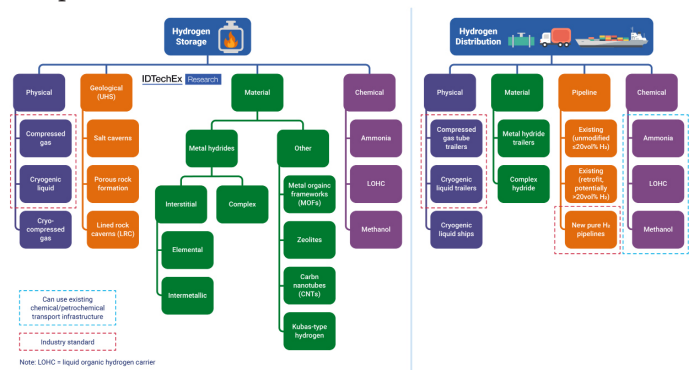 Hydrogen
Storage
IDTechEx Research
Physical
Compressed
gas
Cryogenic
liquid
Cryo-
compressed
gas
Geological
(UHS)
Salt caverns
Porous rock
formation
Lined rock
caverns (LRC)
Material
Metal hydrides
Interstitial
Elemental
Intermetallic
Complex
Other
Metal orgainc
frameworks
(MOFs)
Zeolites
Carbn
nanotubes
(CNTs)
Kubas-type
hydrogen
Chemical
Ammonia
LOHC
Methanol
Can use existing
chemical/petrochemical
transport infrastructure
Industry standard
Note: LOHC = liquid organic hydrogen carrier
Hydrogen
Distribution
Physical
Compressed
gas tube
trailers
Cryogenic
liquid trailers
Cryogenic
liquid ships
Material
Metal hydride
trailers
Complex
hydride
Pipeline
Existing
(unmodified
≤20vol% H₂)
Existing
(retrofit,
potentially
>20vol% H₂)
New pure H₂
pipelines
Chemical
Ammonia
LOHC
Methanol